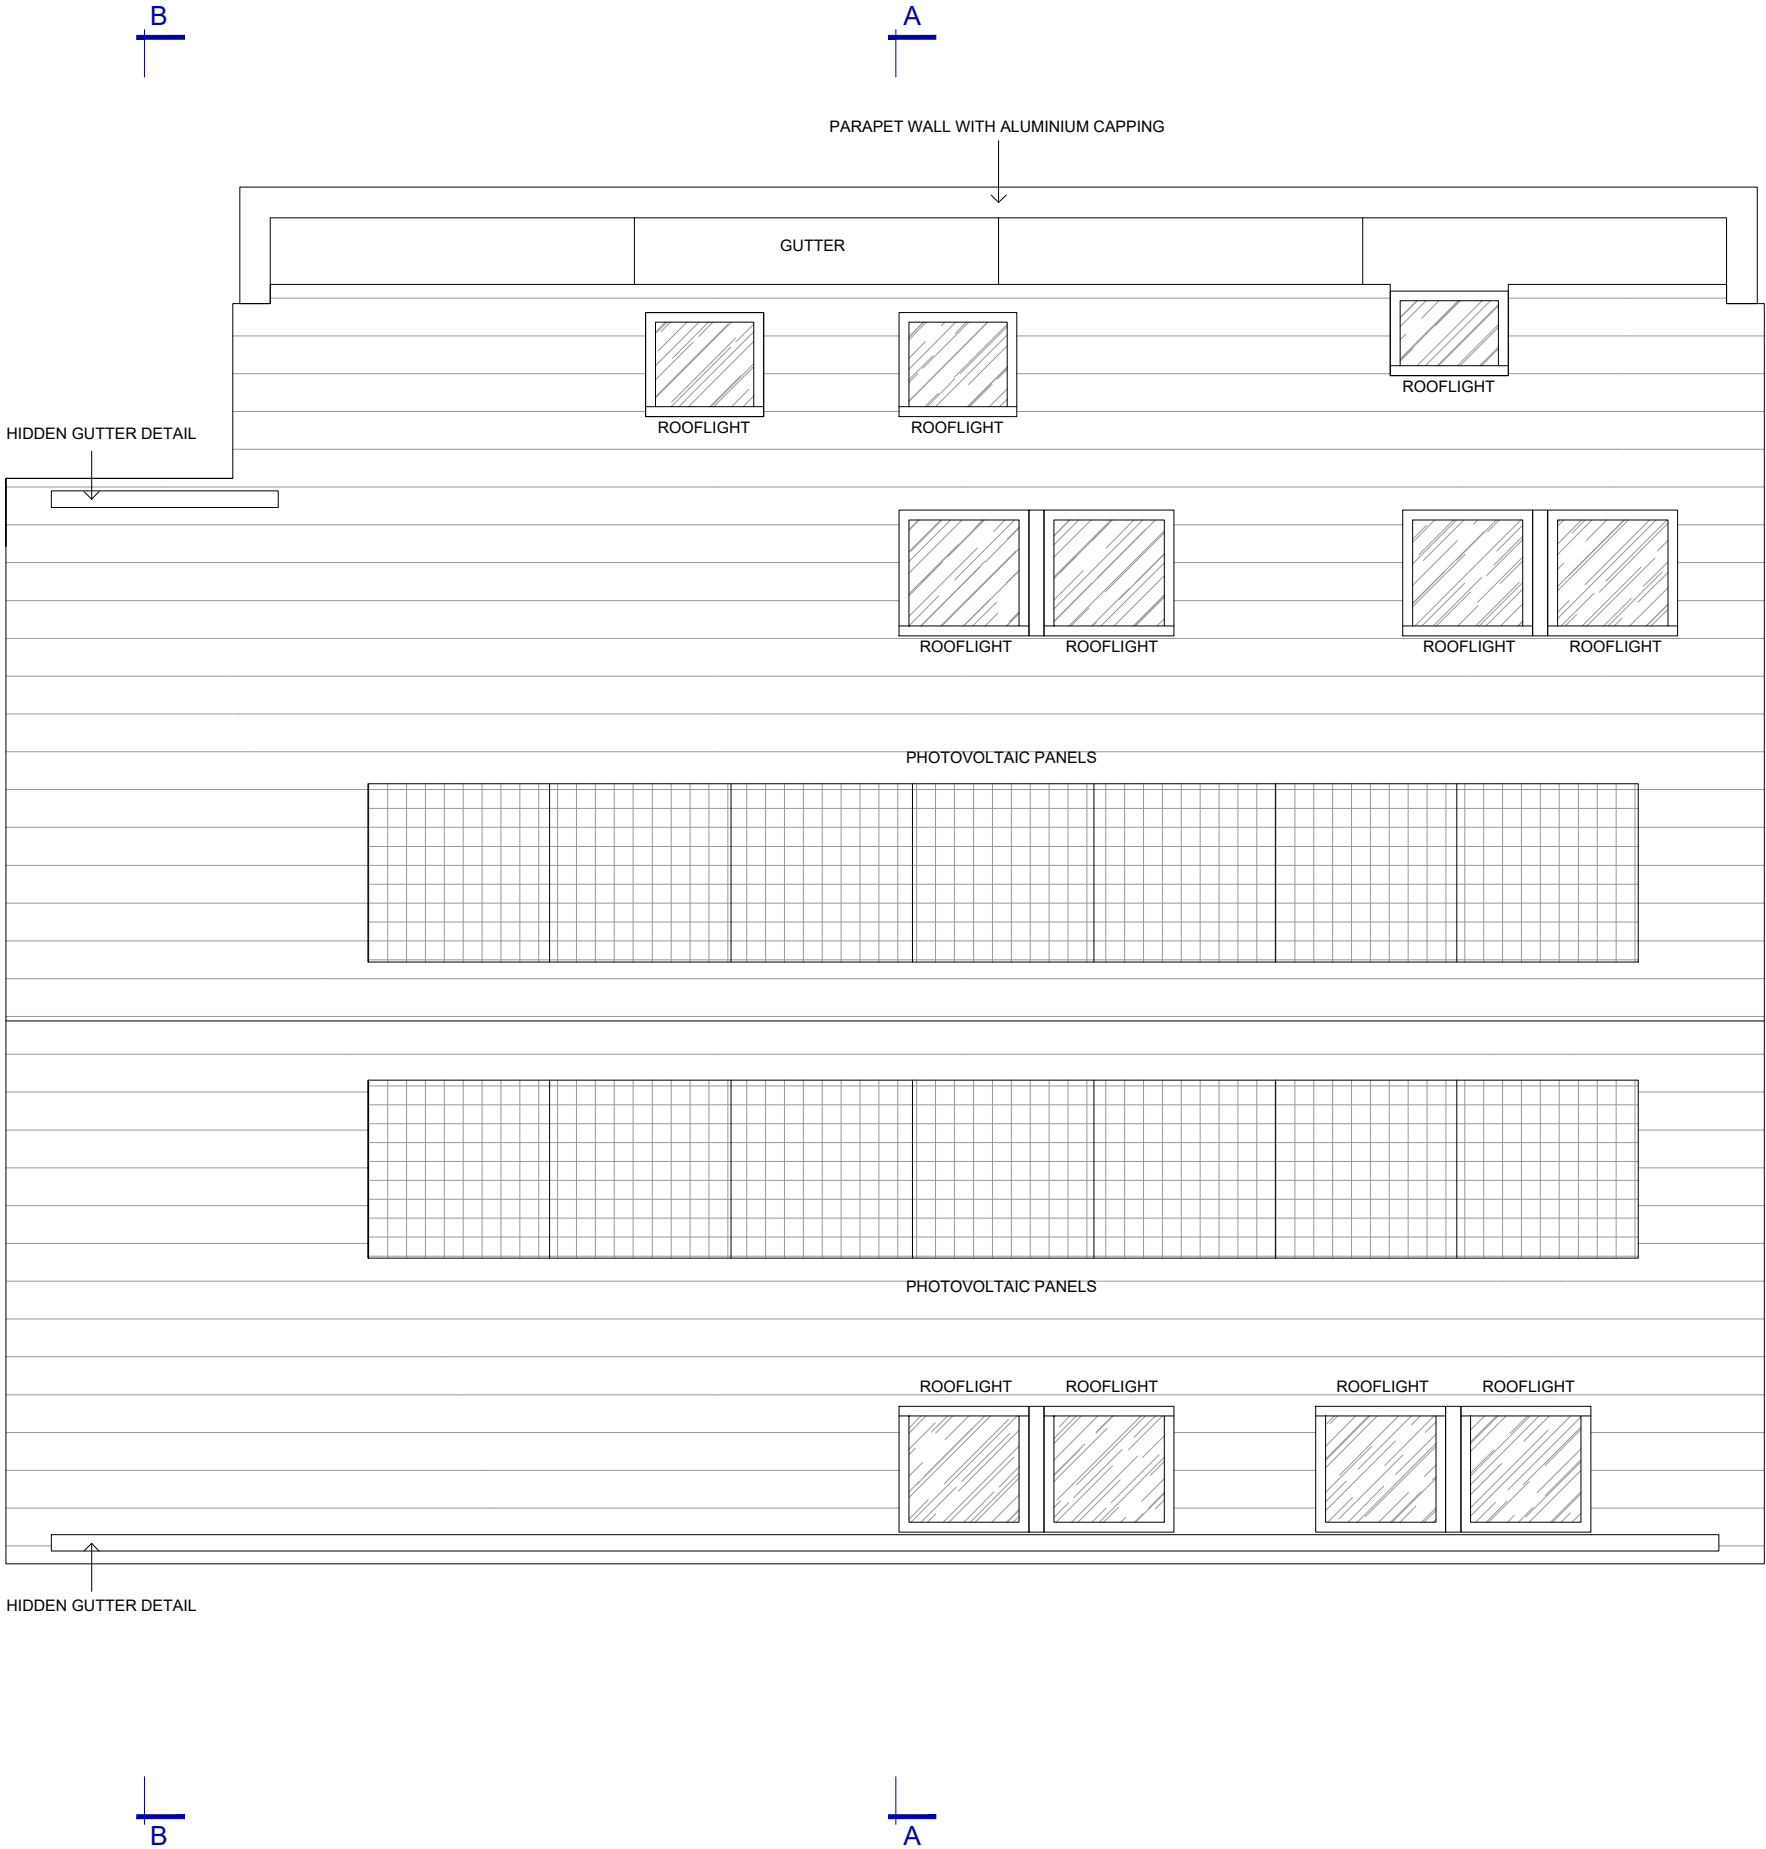 B
A
PARAPET WALL WITH ALUMINIUM CAPPING
GUTTER
ROOFLIGHT
ROOFLIGHT
ROOFLIGHT
HIDDEN GUTTER DETAIL
ROOFLIGHT
ROOFLIGHT
ROOFLIGHT
ROOFLIGHT
PHOTOVOLTAIC PANELS
PHOTOVOLTAIC PANELS
ROOFLIGHT
ROOFLIGHT
ROOFLIGHT
ROOFLIGHT
HIDDEN GUTTER DETAIL
B
A